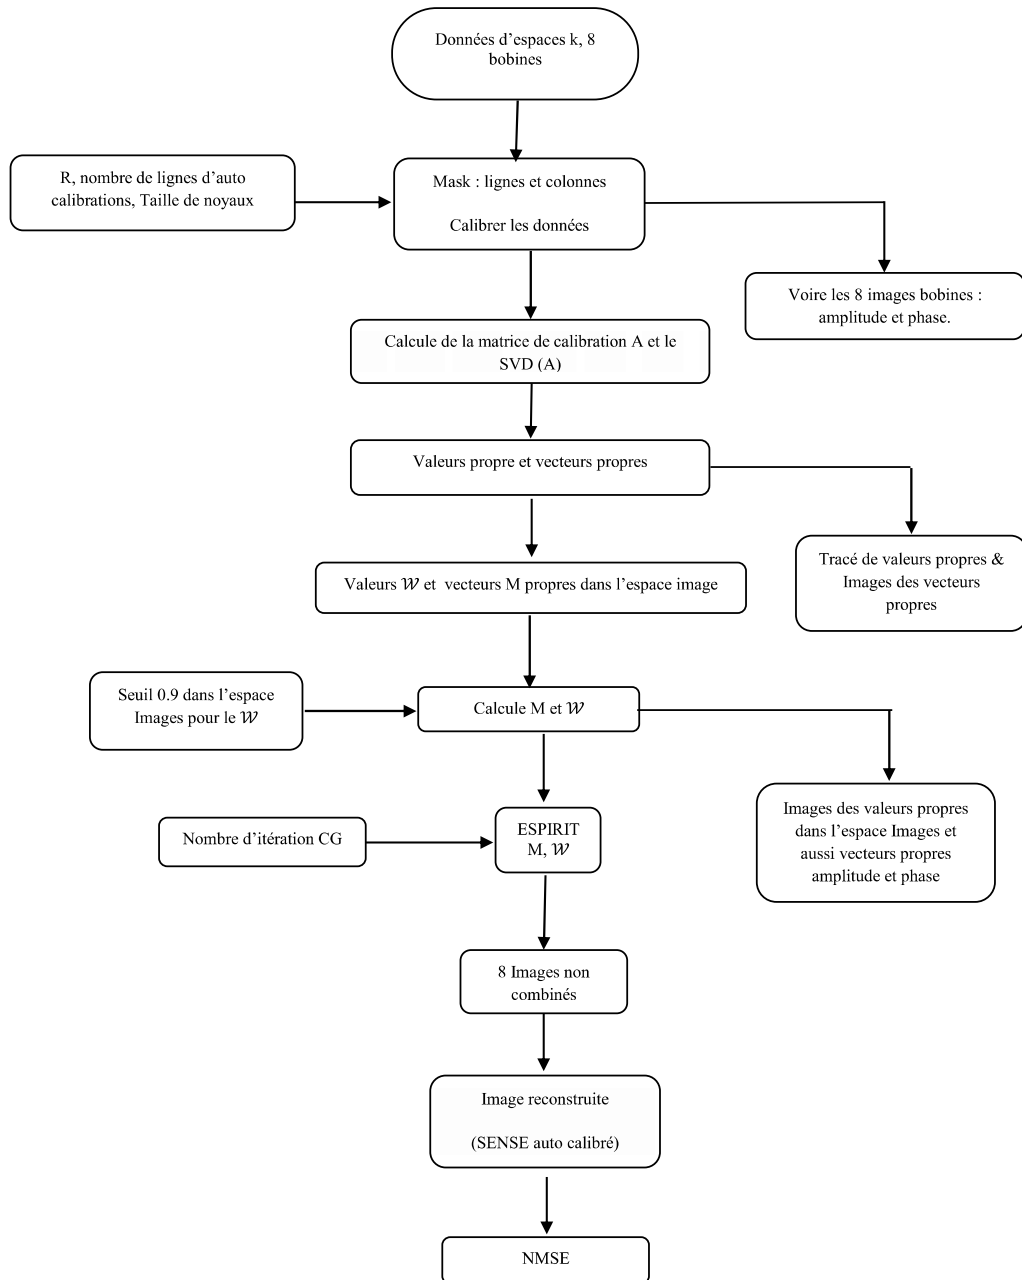 Données d'espaces k, 8
bobines
R, nombre de lignes d'auto
calibrations, Taille de noyaux
Mask : lignes et colonnes
Calibrer les données
Voire les 8 images bobines :
amplitude et phase.
Calcule de la matrice de calibration A et le
SVD (A)
Valeurs propre et vecteurs propres
Tracé de valeurs propres &
Images des vecteurs
propres
Valeurs 𝒲 et vecteurs M propres dans l'espace image
Seuil 0.9 dans l'espace
Images pour le 𝒲
Calcule M et 𝒲
Images des valeurs propres
dans l'espace Images et
aussi vecteurs propres
amplitude et phase
Nombre d'itération CG
ESPIRIT
M, 𝒲
8 Images non
combinés
Image reconstruite
(SENSE auto calibré)
NMSE